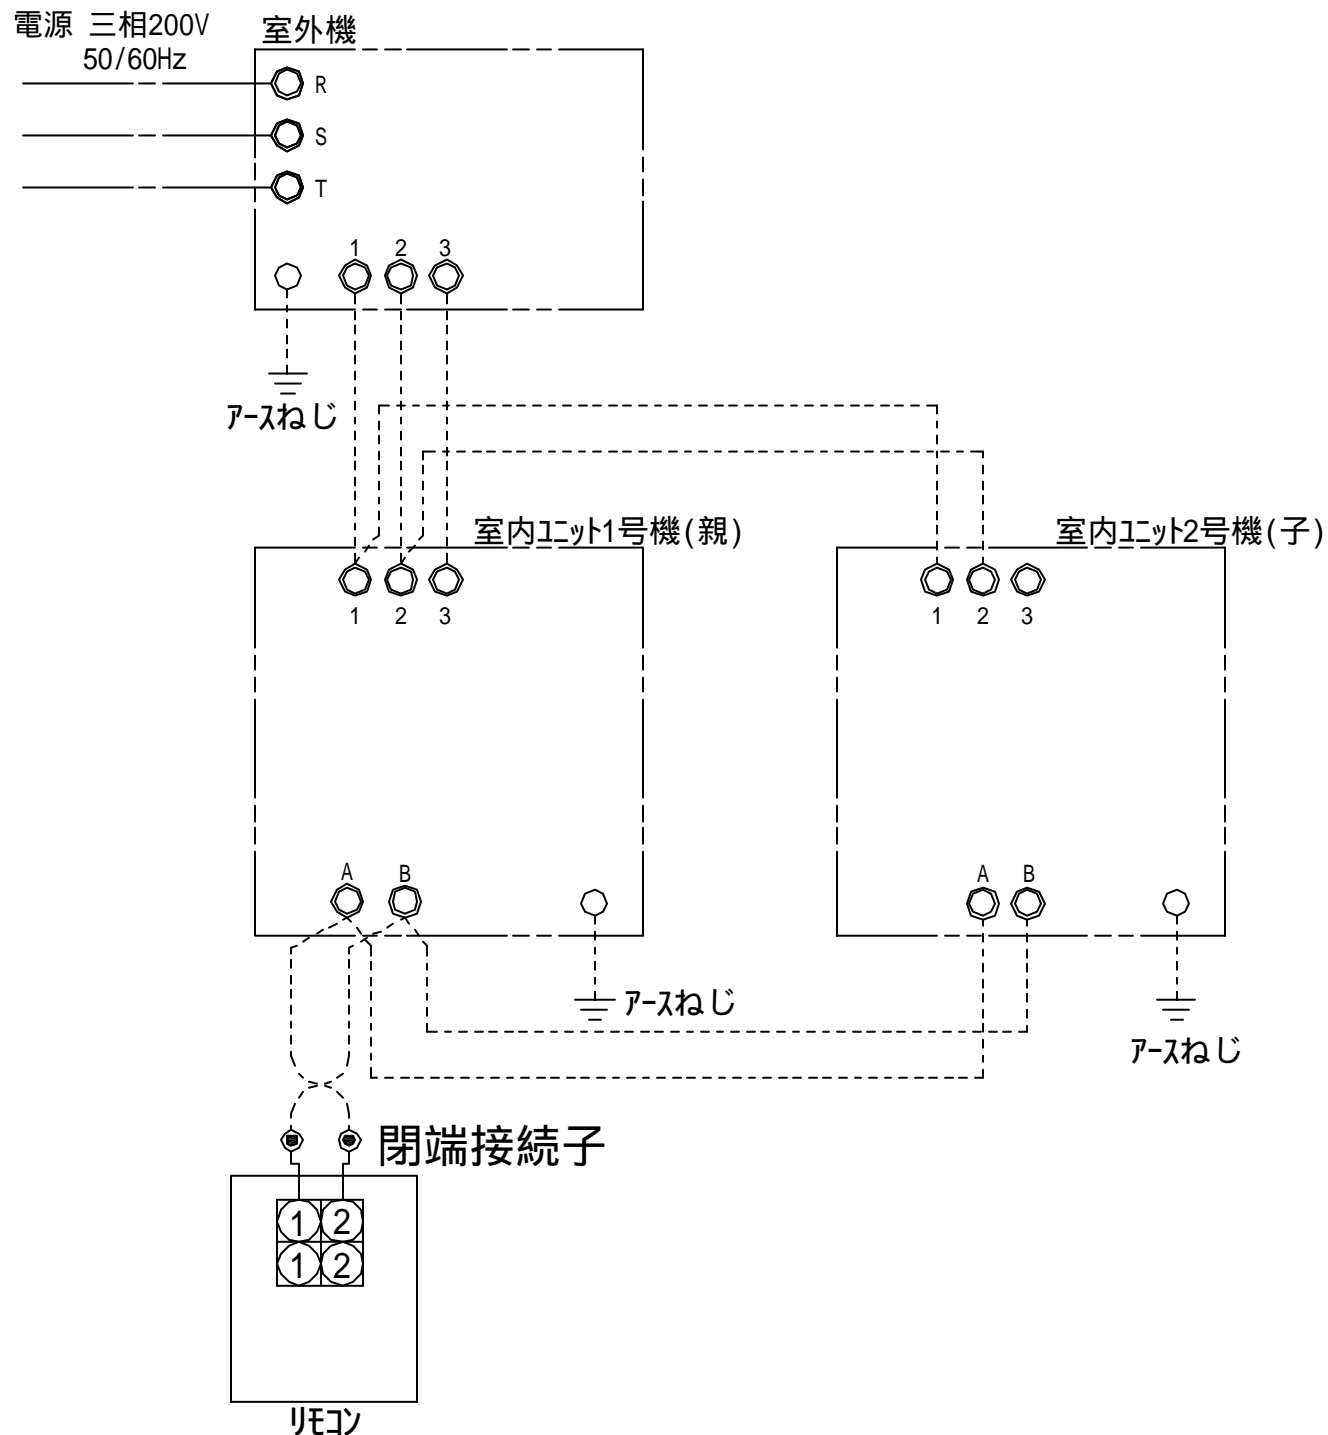 電源 三相200V
50/60Hz
室外機
R
S
T
1 2 3
ｱｰｽねじ
室内ﾕﾆｯﾄ1号機(親)
室内ﾕﾆｯﾄ2号機(子)
1 2 3
1 2 3
A B
A B
ｱｰｽねじ
ｱｰｽねじ
閉端接続子
1 2
1 2
ﾘﾓｺﾝ